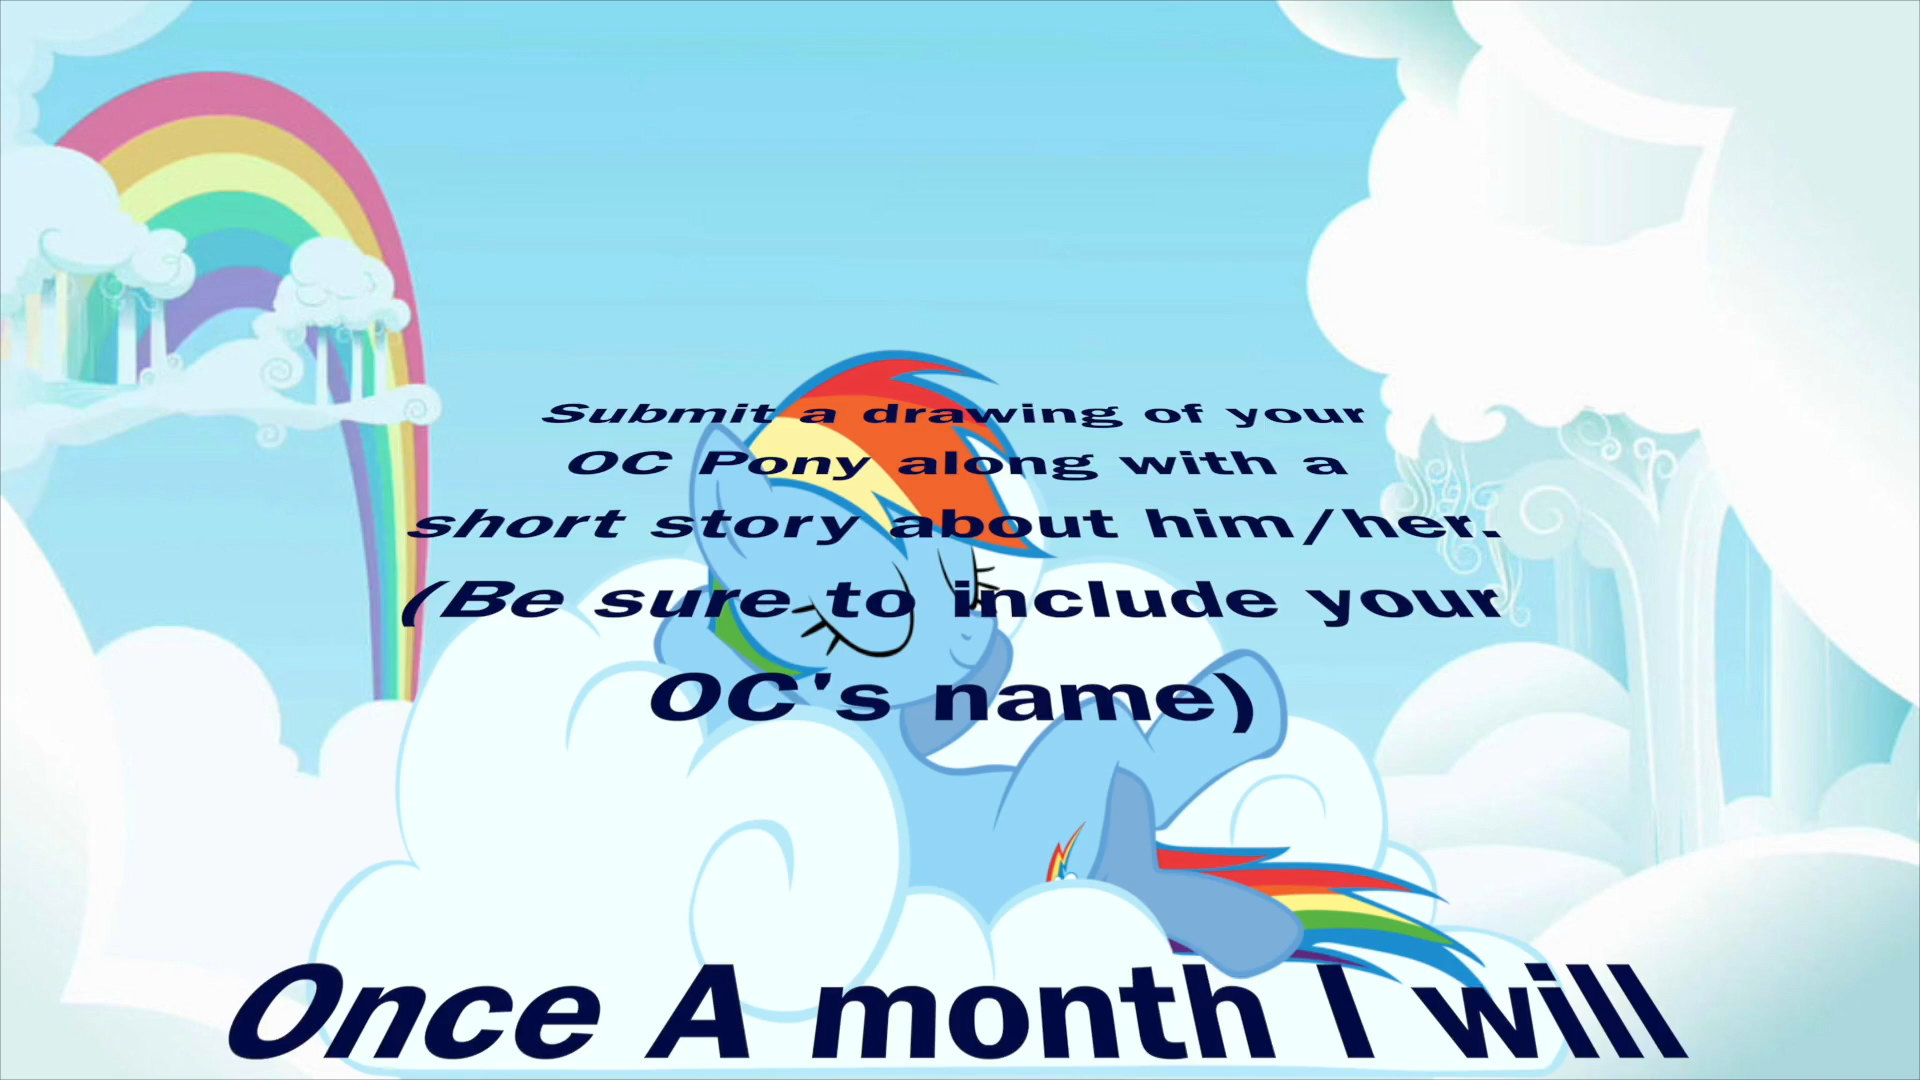 Submit a drawing of your
OC Pony along with a
short story about him/her.
(Be sure to include your
OC's name)
Once A month I will